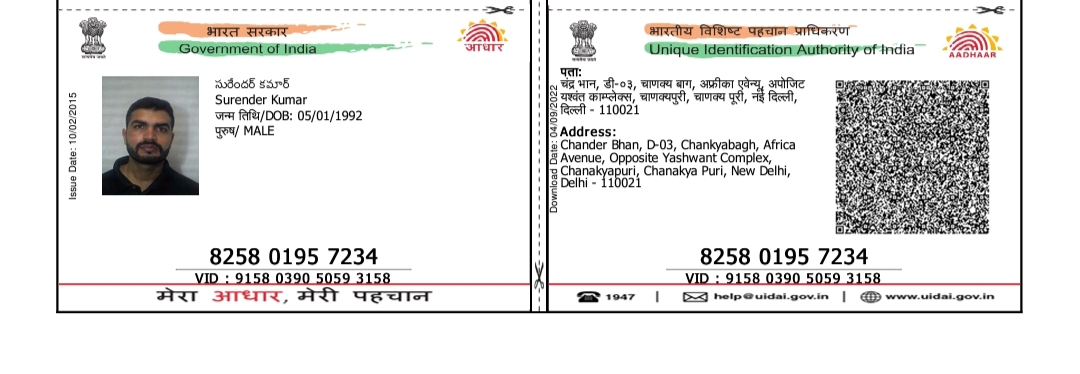 भारत सरकार
Government of India
आधार
Issue Date: 10/02/2015
సురేందర్ కమార్
Surender Kumar
जन्म तिथि/DOB: 05/01/1992
पुरुष/ MALE
8258 0195 7234
VID : 9158 0390 5059 3158
मेरा आधार, मेरी पहचान
भारतीय विशिष्ट पहचान प्राधिकरण
Unique Identification Authority of India
AADHAAR
Download Date: 04/09/2022
पता:
चंद्र भान, डी-०३, चाणक्य बाग, अफ्रीका एवेन्यू, अपोजिट
यश्वंत काम्प्लेक्स, चाणक्यपुरी, चाणक्य पूरी, नई दिल्ली,
दिल्ली - 110021
Address:
Chander Bhan, D-03, Chankyabagh, Africa
Avenue, Opposite Yashwant Complex,
Chanakyapuri, Chanakya Puri, New Delhi,
Delhi - 110021
8258 0195 7234
VID : 9158 0390 5059 3158
1947 | help@uidai.gov.in | www.uidai.gov.in